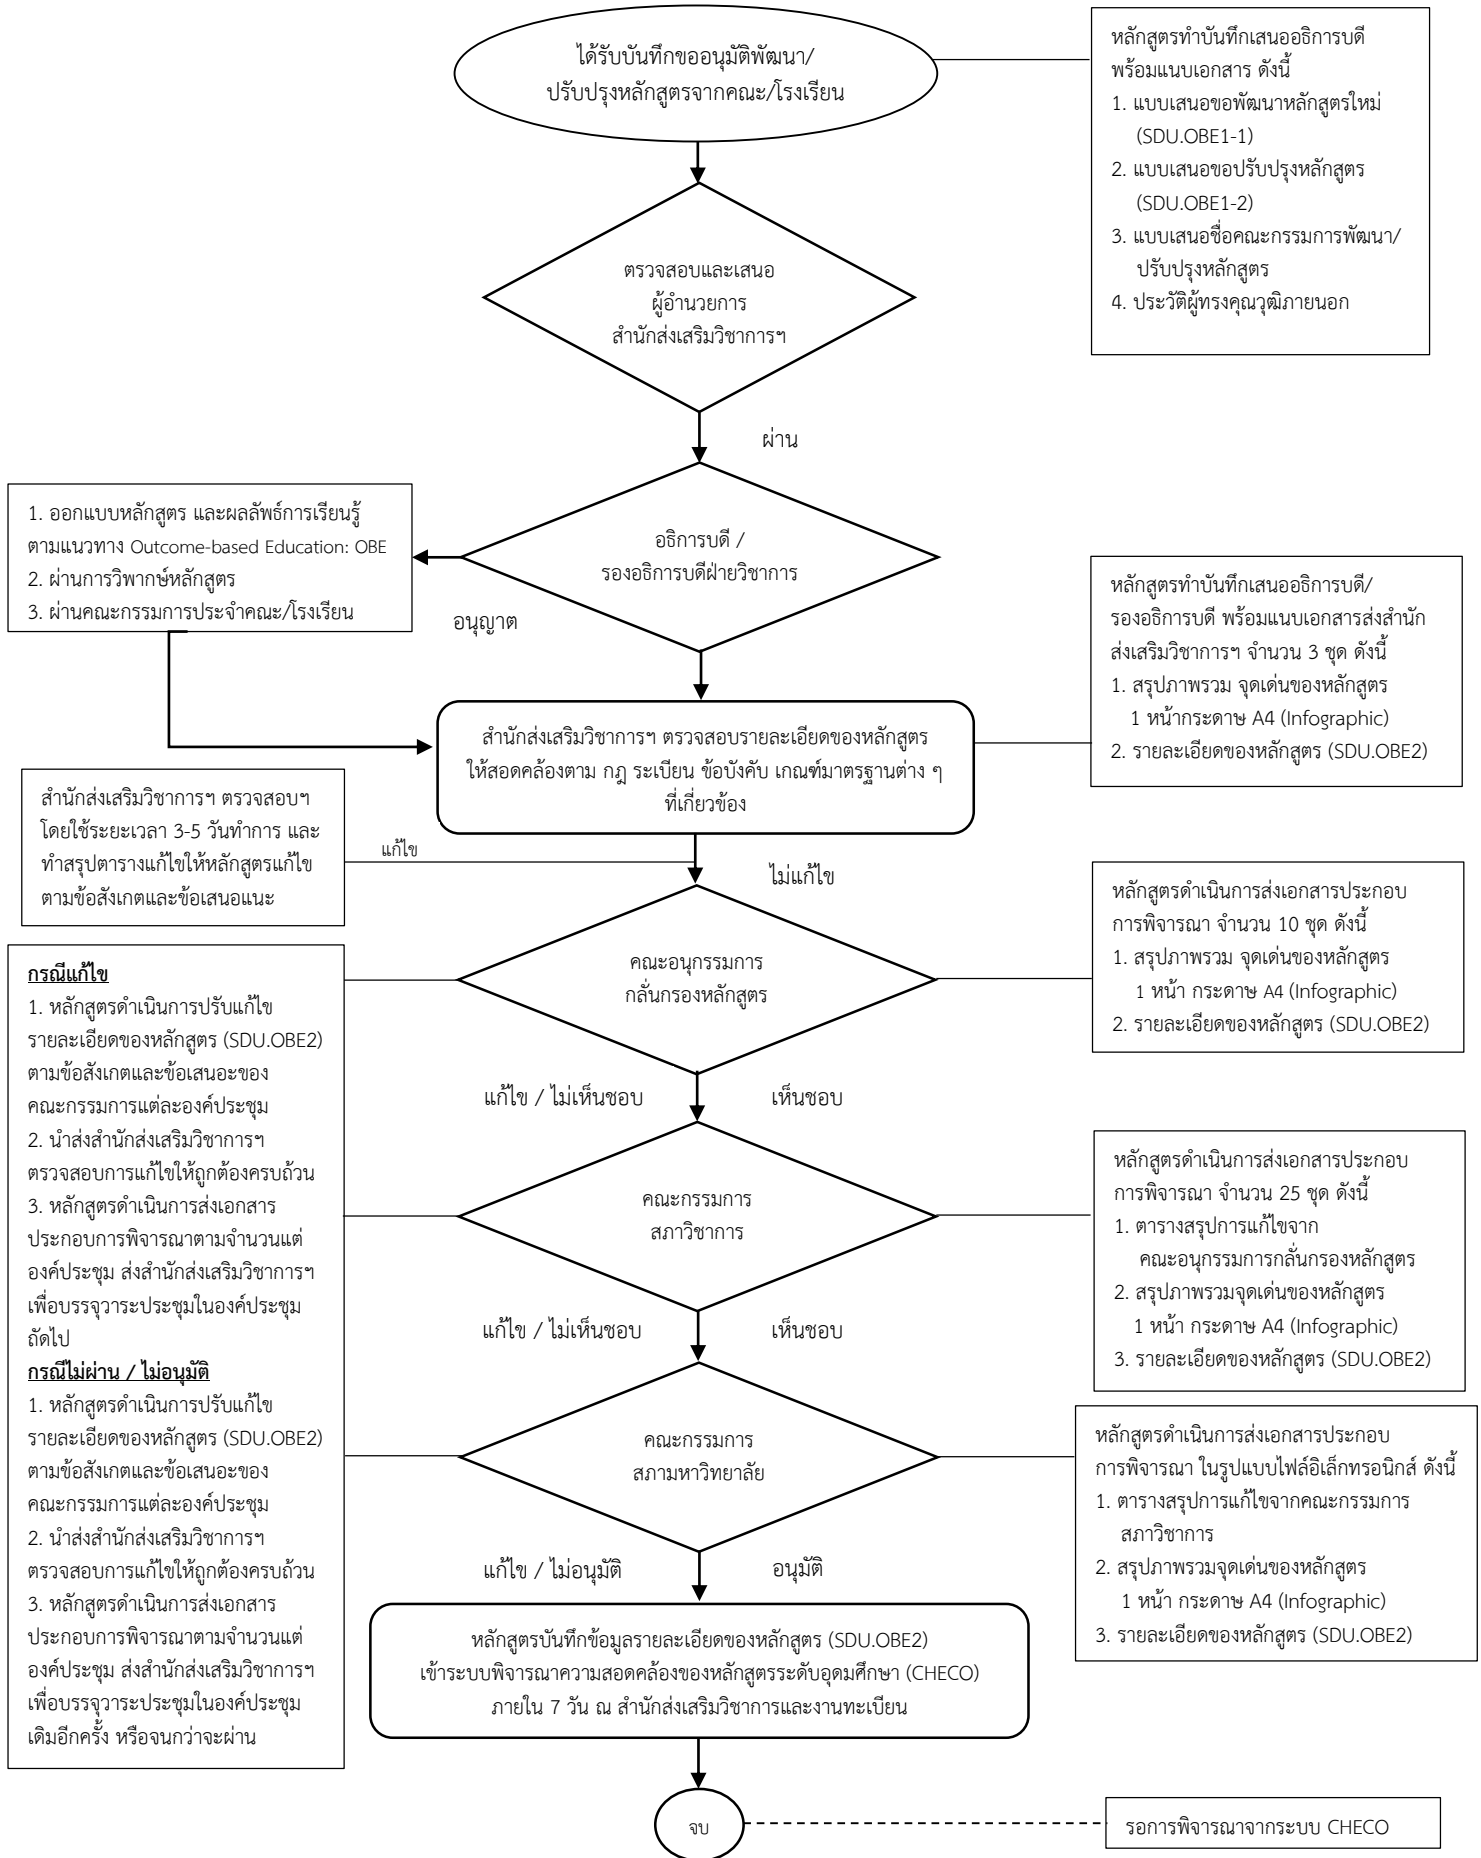 ได้รับบันทึกขออนุมัติพัฒนา/
ปรับปรุงหลักสูตรจากคณะ/โรงเรียน
หลักสูตรทำบันทึกเสนออธิการบดี
พร้อมแนบเอกสาร ดังนี้
1. แบบเสนอขอพัฒนาหลักสูตรใหม่
(SDU.OBE1-1)
2. แบบเสนอขอปรับปรุงหลักสูตร
(SDU.OBE1-2)
3. แบบเสนอชื่อคณะกรรมการพัฒนา/
ปรับปรุงหลักสูตร
4. ประวัติผู้ทรงคุณวุฒิภายนอก
ตรวจสอบและเสนอ
ผู้อำนวยการ
สำนักส่งเสริมวิชาการฯ
ผ่าน
1. ออกแบบหลักสูตร และผลลัพธ์การเรียนรู้
ตามแนวทาง Outcome-based Education: OBE
2. ผ่านการวิพากษ์หลักสูตร
3. ผ่านคณะกรรมการประจำคณะ/โรงเรียน
อธิการบดี /
รองอธิการบดีฝ่ายวิชาการ
อนุญาต
หลักสูตรทำบันทึกเสนออธิการบดี/
รองอธิการบดี พร้อมแนบเอกสารส่งสำนัก
ส่งเสริมวิชาการฯ จำนวน 3 ชุด ดังนี้
1. สรุปภาพรวม จุดเด่นของหลักสูตร
1 หน้ากระดาษ A4 (Infographic)
2. รายละเอียดของหลักสูตร (SDU.OBE2)
สำนักส่งเสริมวิชาการฯ ตรวจสอบรายละเอียดของหลักสูตร
ให้สอดคล้องตาม กฎ ระเบียน ข้อบังคับ เกณฑ์มาตรฐานต่าง ๆ
ที่เกี่ยวข้อง
สำนักส่งเสริมวิชาการฯ ตรวจสอบฯ
โดยใช้ระยะเวลา 3-5 วันทำการ และ
ทำสรุปตารางแก้ไขให้หลักสูตรแก้ไข
ตามข้อสังเกตและข้อเสนอแนะ
แก้ไข
ไม่แก้ไข
คณะอนุกรรมการ
กลั่นกรองหลักสูตร
หลักสูตรดำเนินการส่งเอกสารประกอบ
การพิจารณา จำนวน 10 ชุด ดังนี้
1. สรุปภาพรวม จุดเด่นของหลักสูตร
1 หน้า กระดาษ A4 (Infographic)
2. รายละเอียดของหลักสูตร (SDU.OBE2)
กรณีแก้ไข
1. หลักสูตรดำเนินการปรับแก้ไข
รายละเอียดของหลักสูตร (SDU.OBE2)
ตามข้อสังเกตและข้อเสนอะของ
คณะกรรมการแต่ละองค์ประชุม
2. นำส่งสำนักส่งเสริมวิชาการฯ
ตรวจสอบการแก้ไขให้ถูกต้องครบถ้วน
3. หลักสูตรดำเนินการส่งเอกสาร
ประกอบการพิจารณาตามจำนวนแต่
องค์ประชุม ส่งสำนักส่งเสริมวิชาการฯ
เพื่อบรรจุวาระประชุมในองค์ประชุม
ถัดไป
กรณีไม่ผ่าน / ไม่อนุมัติ
1. หลักสูตรดำเนินการปรับแก้ไข
รายละเอียดของหลักสูตร (SDU.OBE2)
ตามข้อสังเกตและข้อเสนอะของ
คณะกรรมการแต่ละองค์ประชุม
2. นำส่งสำนักส่งเสริมวิชาการฯ
ตรวจสอบการแก้ไขให้ถูกต้องครบถ้วน
3. หลักสูตรดำเนินการส่งเอกสาร
ประกอบการพิจารณาตามจำนวนแต่
องค์ประชุม ส่งสำนักส่งเสริมวิชาการฯ
เพื่อบรรจุวาระประชุมในองค์ประชุม
เดิมอีกครั้ง หรือจนกว่าจะผ่าน
แก้ไข / ไม่เห็นชอบ
เห็นชอบ
คณะกรรมการ
สภาวิชาการ
หลักสูตรดำเนินการส่งเอกสารประกอบ
การพิจารณา จำนวน 25 ชุด ดังนี้
1. ตารางสรุปการแก้ไขจาก
คณะอนุกรรมการกลั่นกรองหลักสูตร
2. สรุปภาพรวมจุดเด่นของหลักสูตร
1 หน้า กระดาษ A4 (Infographic)
3. รายละเอียดของหลักสูตร (SDU.OBE2)
แก้ไข / ไม่เห็นชอบ
เห็นชอบ
คณะกรรมการ
สภามหาวิทยาลัย
หลักสูตรดำเนินการส่งเอกสารประกอบ
การพิจารณา ในรูปแบบไฟล์อิเล็กทรอนิกส์ ดังนี้
1. ตารางสรุปการแก้ไขจากคณะกรรมการ
สภาวิชาการ
2. สรุปภาพรวมจุดเด่นของหลักสูตร
1 หน้า กระดาษ A4 (Infographic)
3. รายละเอียดของหลักสูตร (SDU.OBE2)
แก้ไข / ไม่อนุมัติ
อนุมัติ
หลักสูตรบันทึกข้อมูลรายละเอียดของหลักสูตร (SDU.OBE2)
เข้าระบบพิจารณาความสอดคล้องของหลักสูตรระดับอุดมศึกษา (CHECO)
ภายใน 7 วัน ณ สำนักส่งเสริมวิชาการและงานทะเบียน
จบ
รอการพิจารณาจากระบบ CHECO